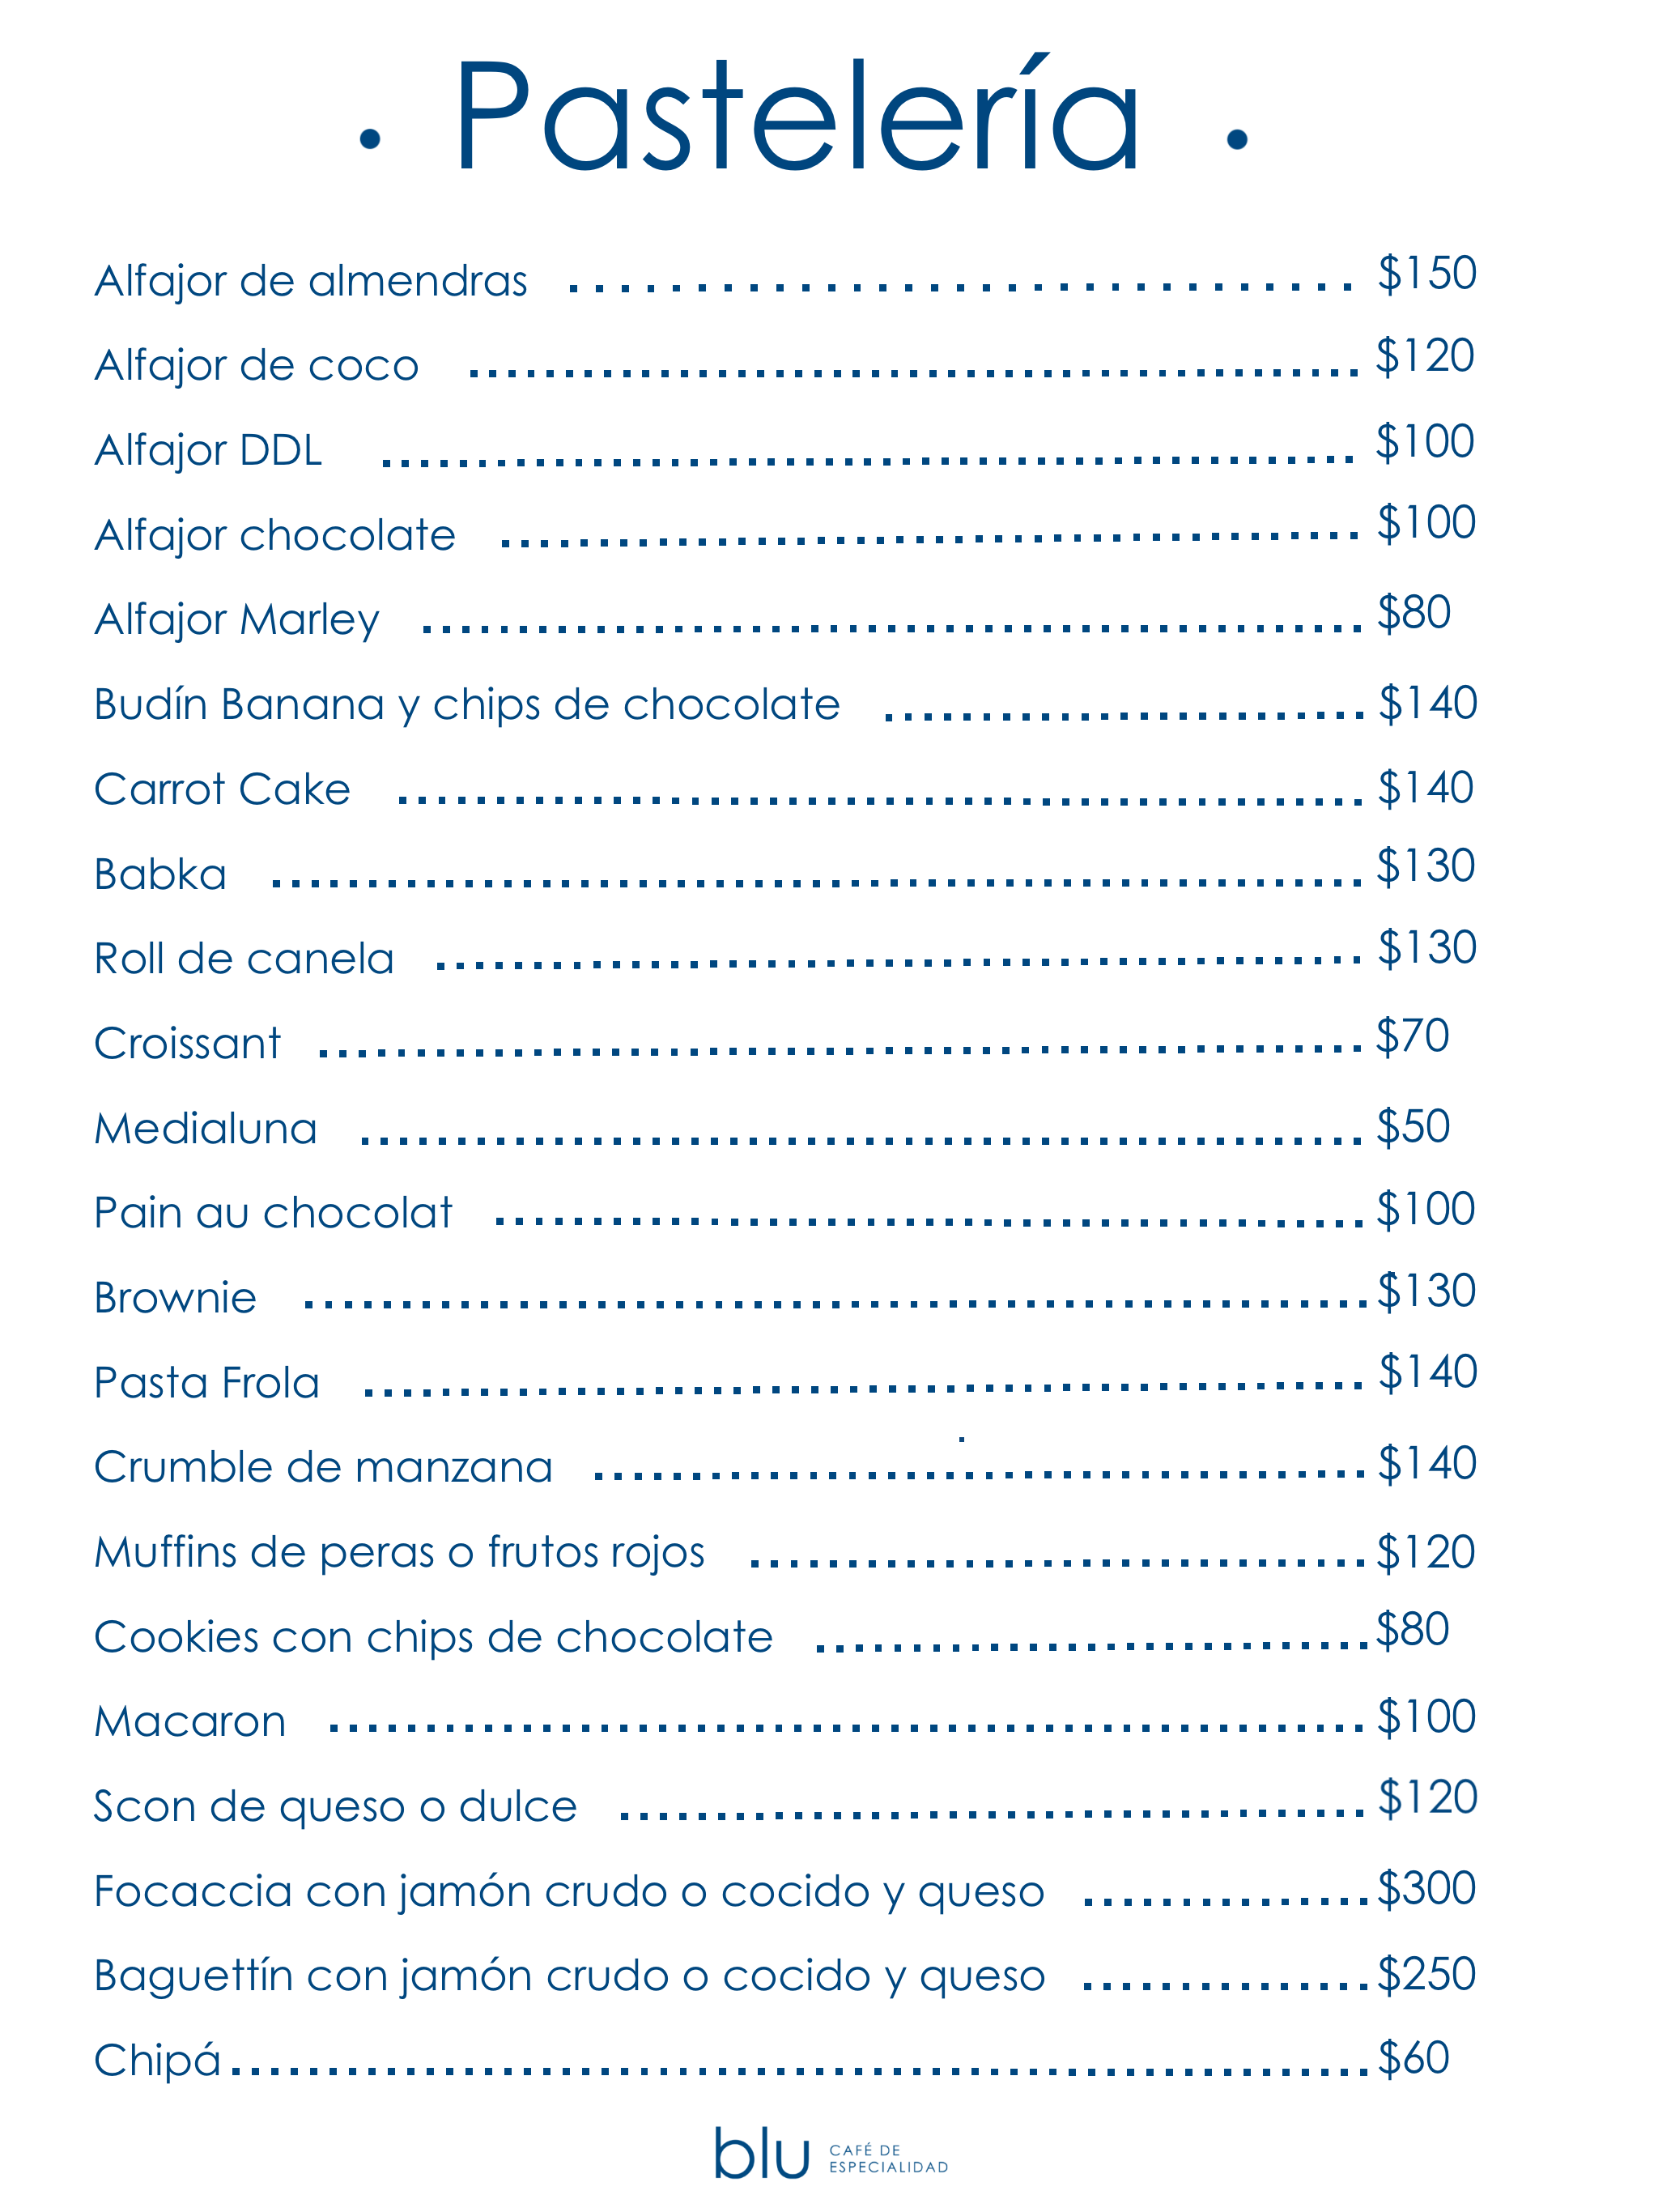 • Pastelería •
Alfajor de almendras ............................... $150
Alfajor de coco ............................................... $120
Alfajor DDL ................................................... $100
Alfajor chocolate ............................................ $100
Alfajor Marley ................................................. $80
Budín Banana y chips de chocolate ......................... $140
Carrot Cake .................................................. $140
Babka ......................................................... $130
Roll de canela ................................................ $130
Croissant ...................................................... $70
Medialuna ..................................................... $50
Pain au chocolat ............................................. $100
Brownie ....................................................... $130
Pasta Frola .................................................... $140
Crumble de manzana ........................................ $140
Muffins de peras o frutos rojos ................................ $120
Cookies con chips de chocolate ............................. $80
Macaron ...................................................... $100
Scon de queso o dulce ....................................... $120
Focaccia con jamón crudo o cocido y queso ............... $300
Baguettín con jamón crudo o cocido y queso ............... $250
Chipá ........................................................... $60
blu CAFÉ DE
ESPECIALIDAD